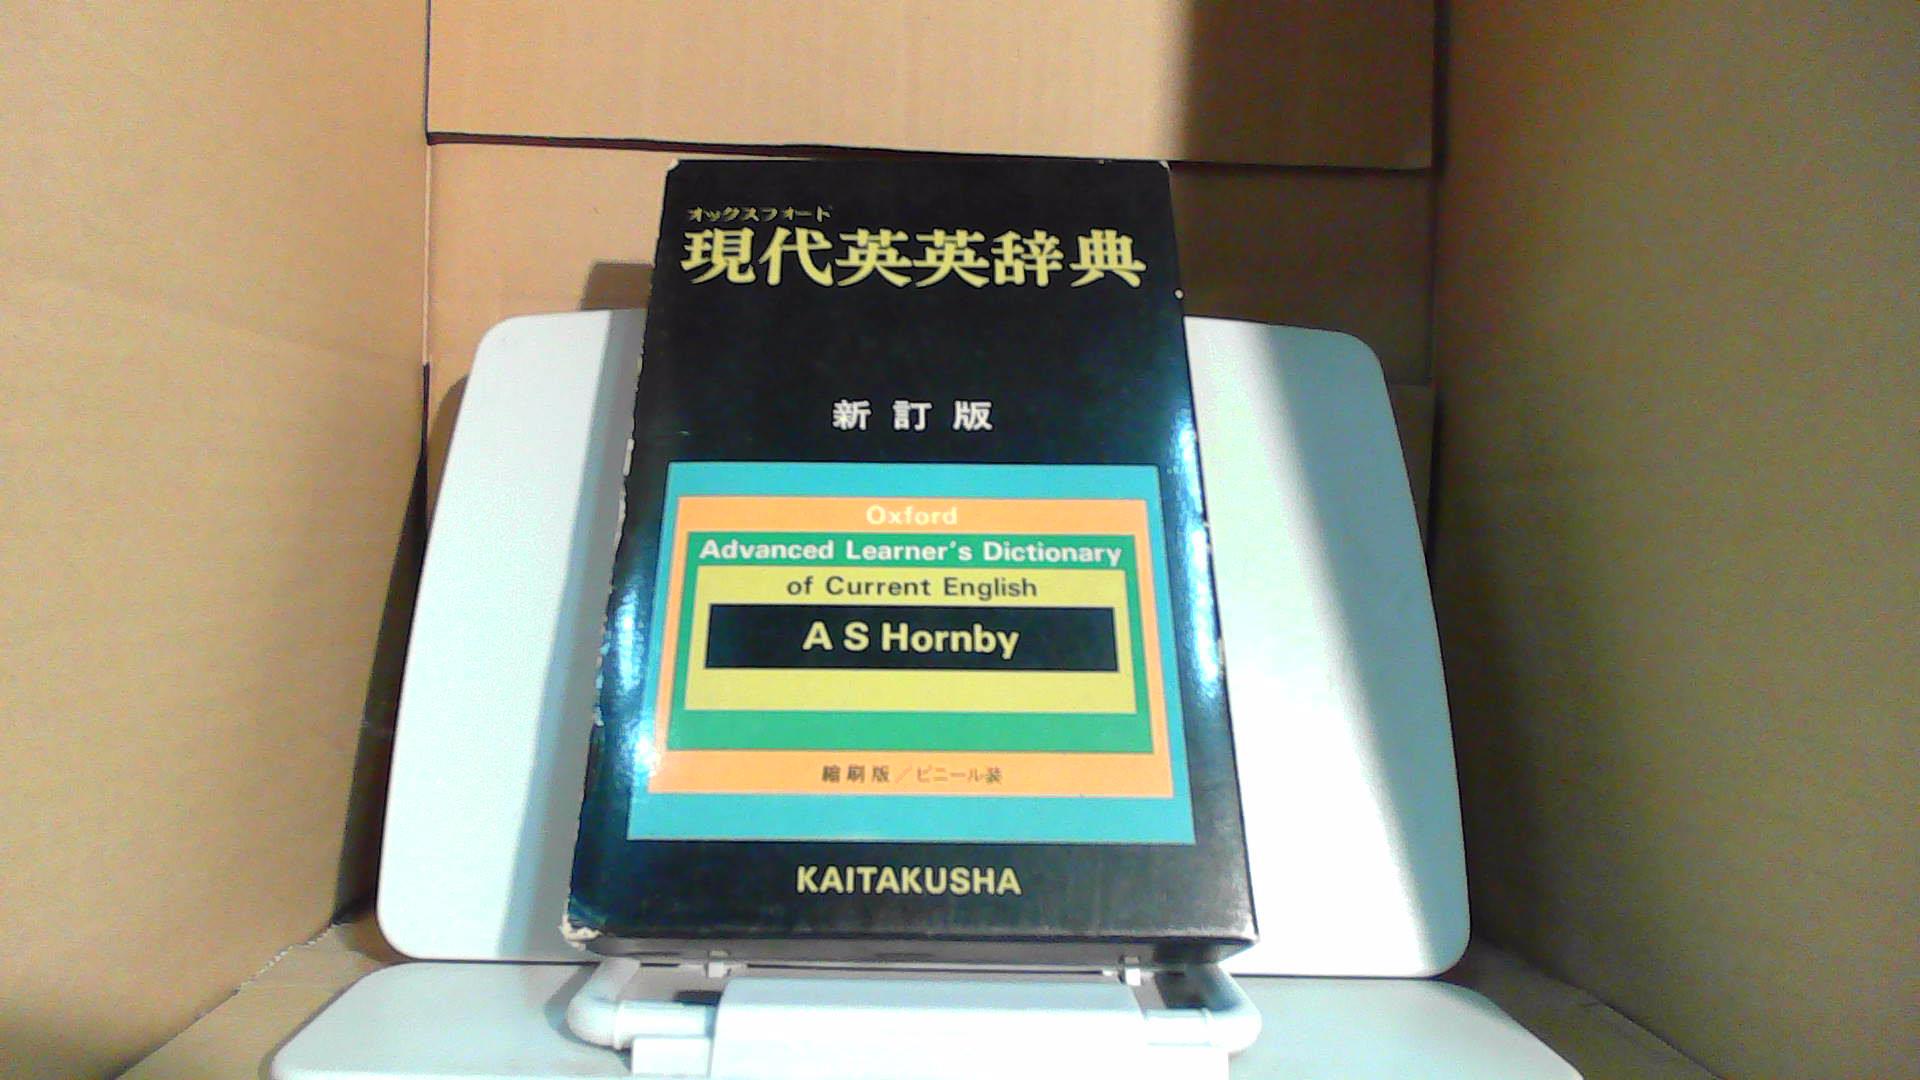 オックスフォード
現代英英辞典
新訂版
Oxford
Advanced Learner's Dictionary
of Current English
A S Hornby
縮刷版／ビニール装
KAITAKUSHA